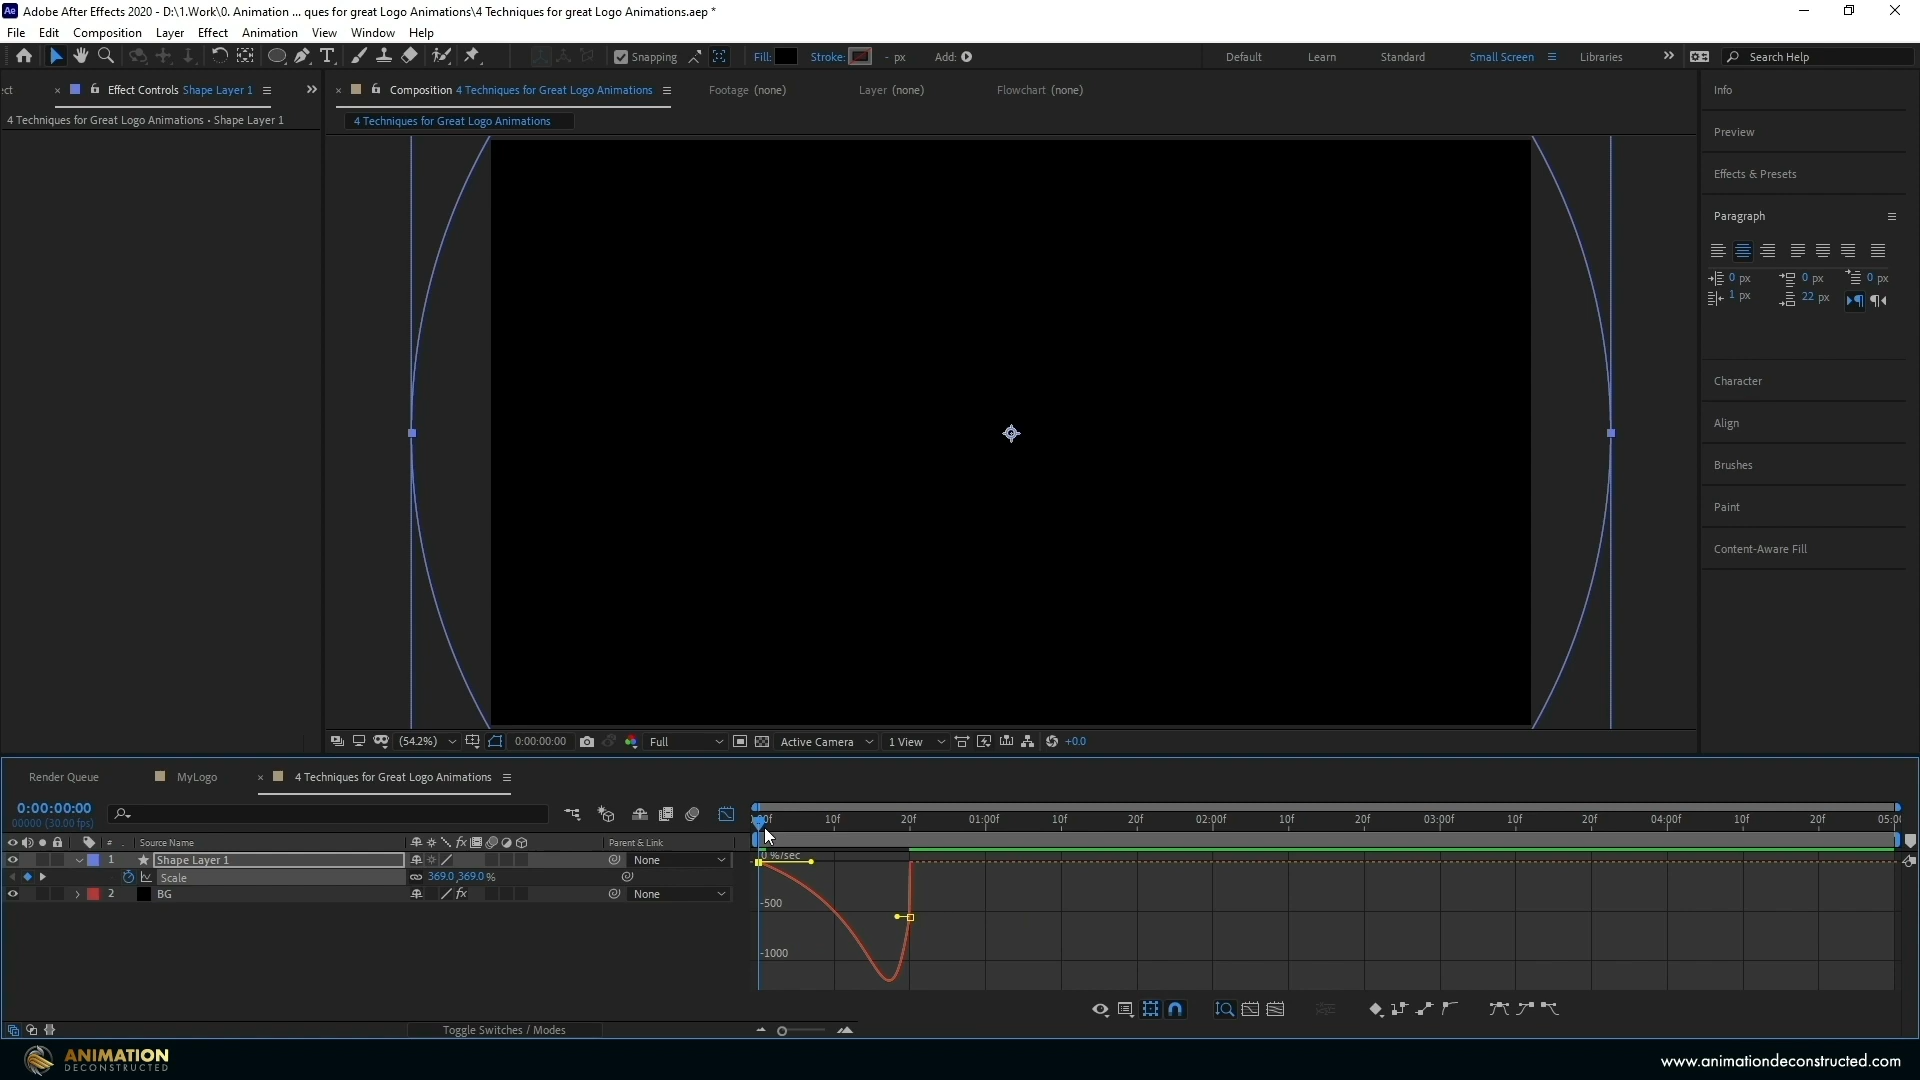 Ae Adobe After Effects 2020 - D:\1.Work\0. Animation ... ques for great Logo Animations\4 Techniques for great Logo Animations.aep *
File Edit Composition Layer Effect Animation View Window Help
Snapping Fill: Stroke: - px Add: Default Learn Standard Small Screen Libraries Search Help
ect Effect Controls Shape Layer 1 Composition 4 Techniques for Great Logo Animations Footage (none) Layer (none) Flowchart (none) Info
4 Techniques for Great Logo Animations • Shape Layer 1
4 Techniques for Great Logo Animations
Preview
Effects & Presets
Paragraph
0 px 0 px 0 px
1 px 22 px
Character
Align
Brushes
Paint
Content-Aware Fill
(54.2%) 0:00:00:00 Full Active Camera 1 View +0.0
Render Queue MyLogo 4 Techniques for Great Logo Animations
0:00:00:00
00000 (30.00 fps)
:00f 10f 20f 01:00f 10f 20f 02:00f 10f 20f 03:00f 10f 20f 04:00f 10f 20f 05:00
# Source Name Parent & Link
1 Shape Layer 1 None
0 %/sec
Scale 369.0,369.0%
2 BG None
-500
-1000
Toggle Switches / Modes
ANIMATION
DECONSTRUCTED
www.animationdeconstructed.com